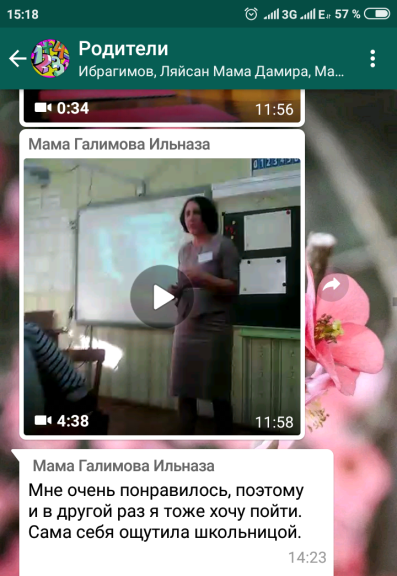 15:18
3G
E
57 %
Родители
Ибрагимов, Ляйсан Мама Дамира, Ма...
0:34
11:56
Мама Галимова Ильназа
4:38
11:58
Мама Галимова Ильназа
Мне очень понравилось, поэтому
и в другой раз я тоже хочу пойти.
Сама себя ощутила школьницой.
14:23